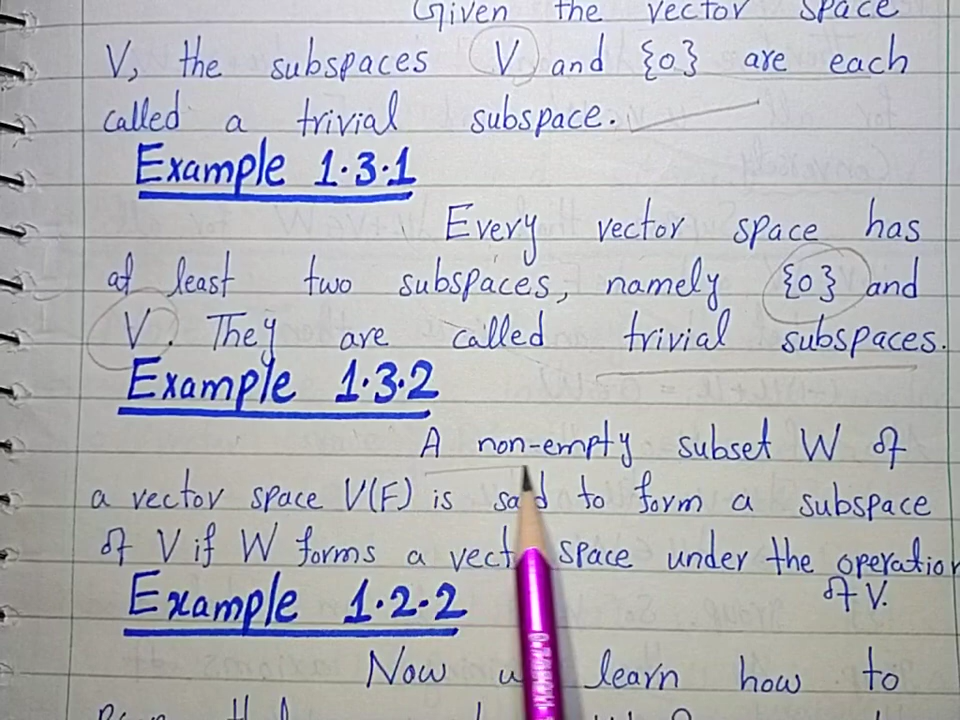 Given the vector space
V, the subspaces V and {0} are each
called a trivial subspace.
Example 1.3.1
Every vector space has
at least two subspaces, namely {0} and
V. They are called trivial subspaces.
Example 1.3.2
A non-empty subset W of
a vector space V(F) is said to form a subspace
of V if W forms a vector space under the operation
of V.
Example 1.2.2
Now learn how to